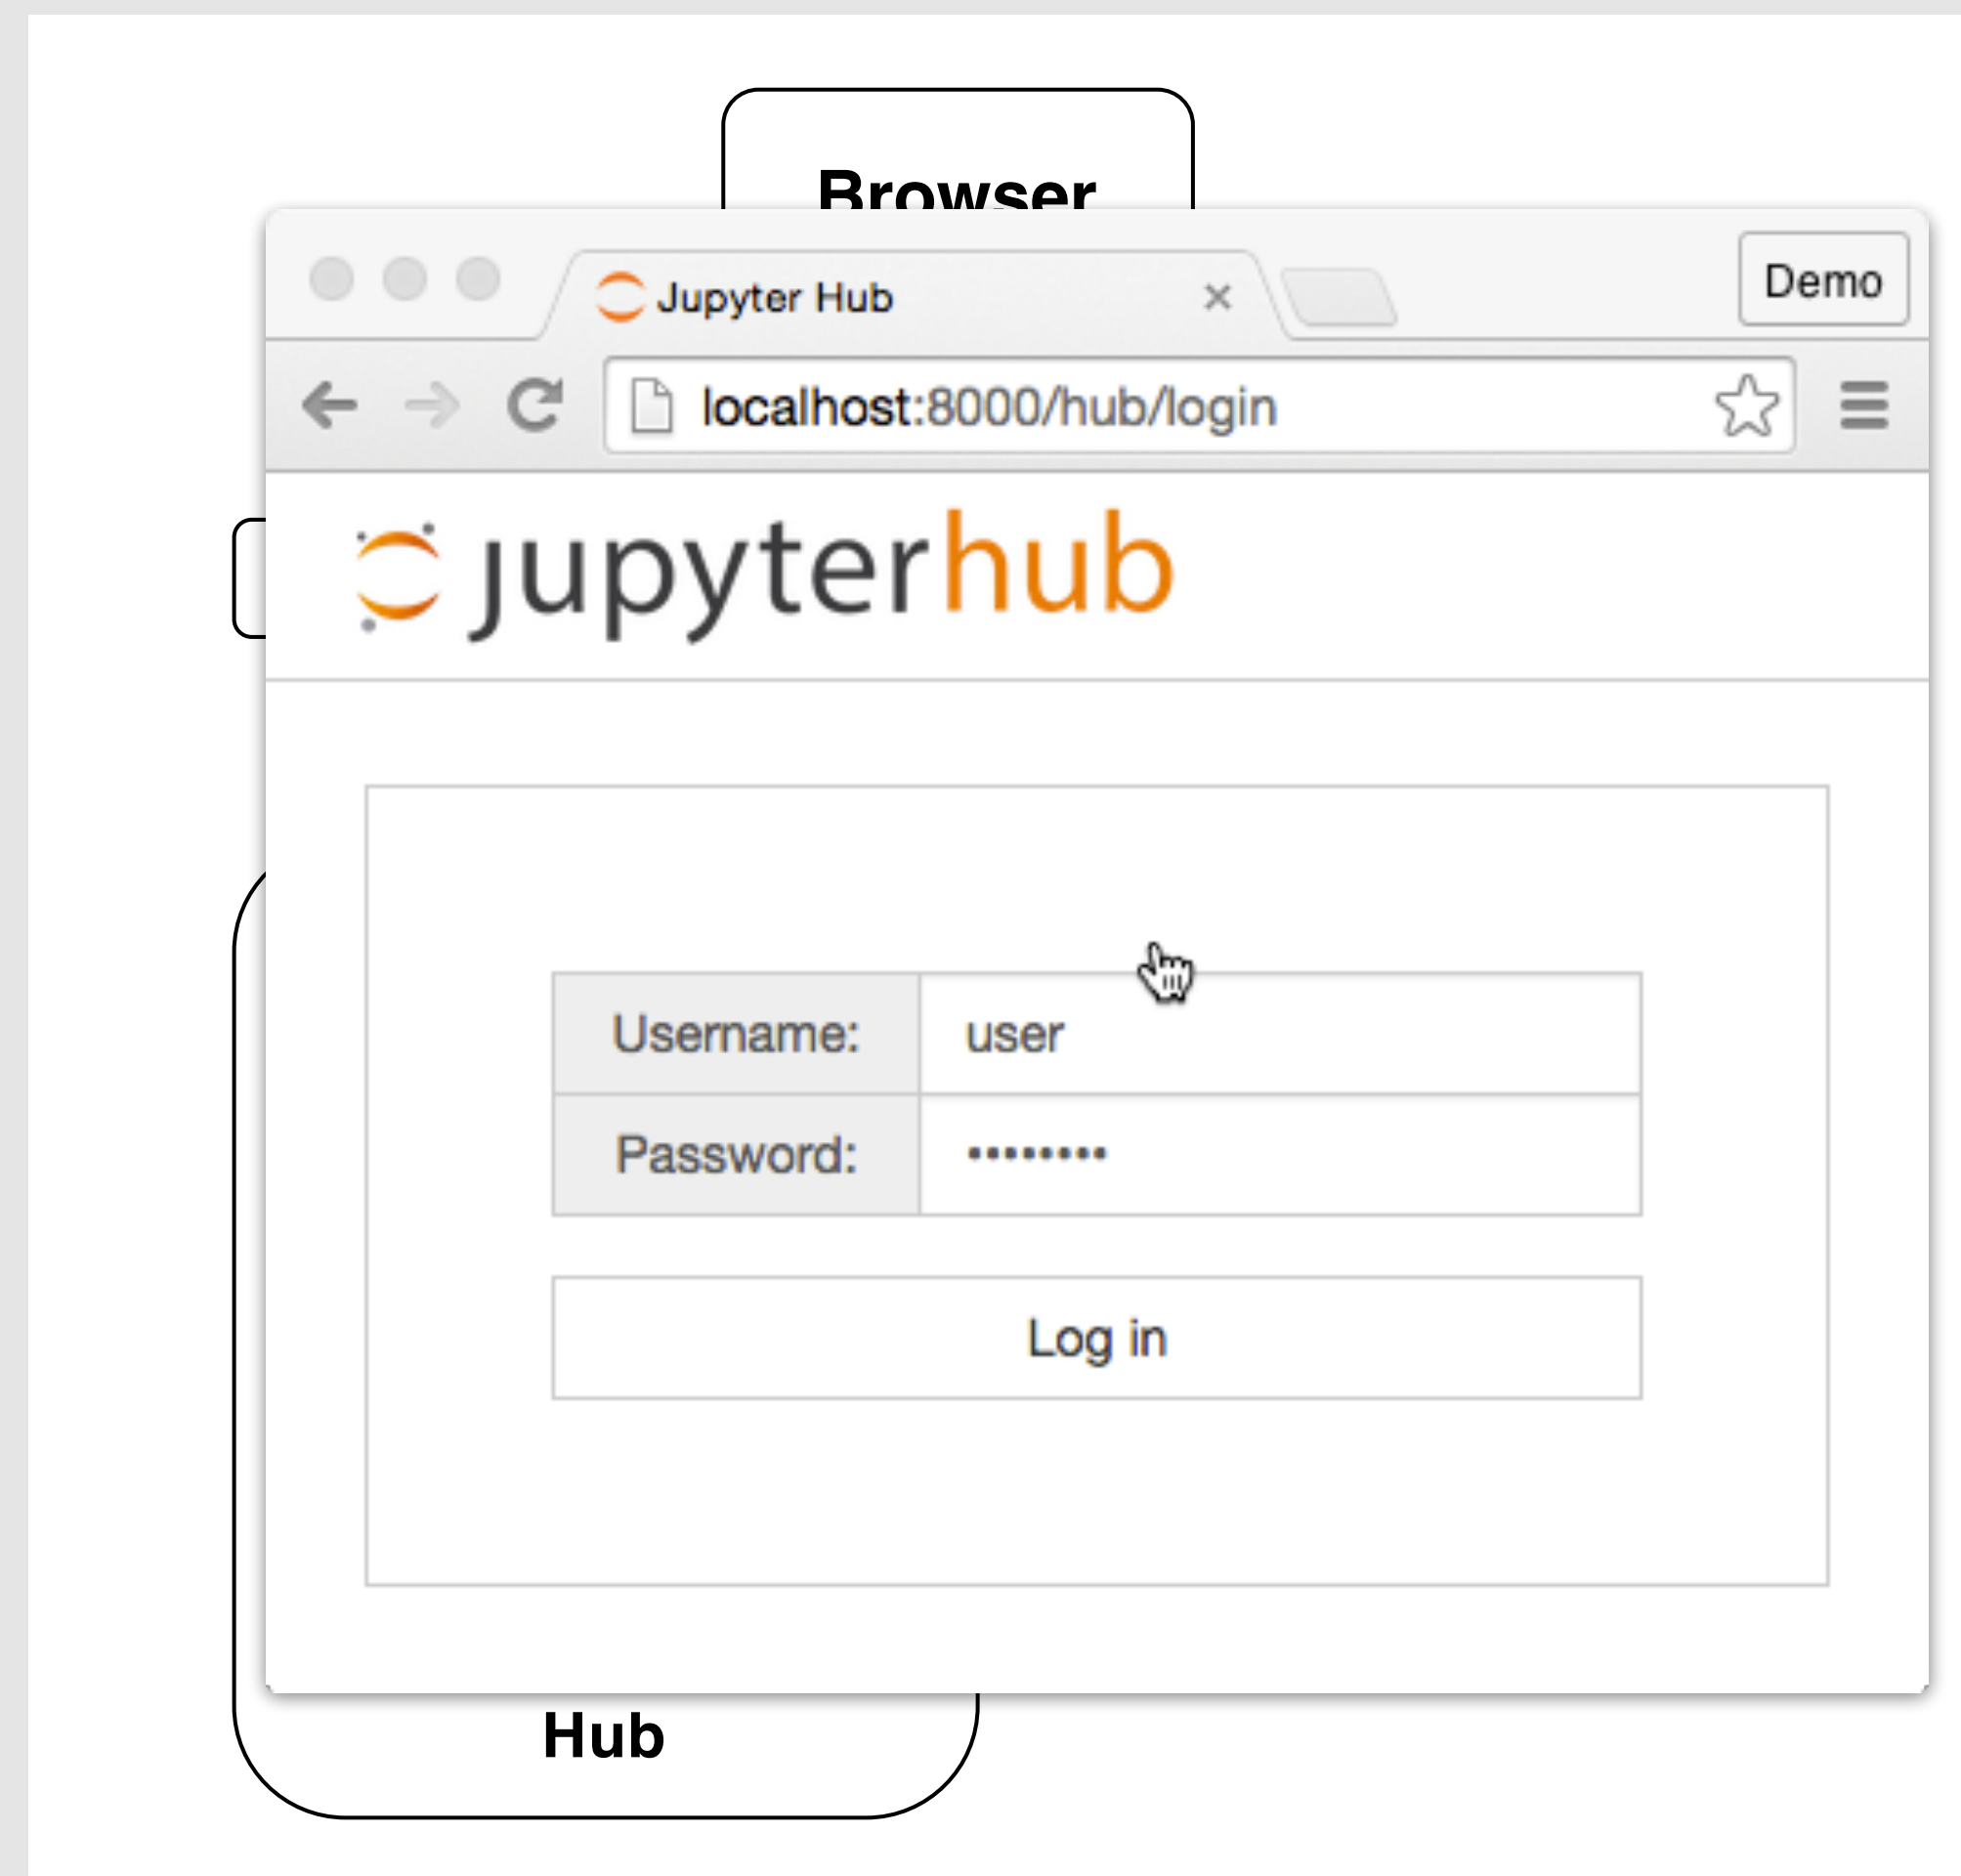 Browser
Jupyter Hub
Demo
localhost:8000/hub/login
jupyterhub
Username: user
Password: ••••••••
Log in
Hub